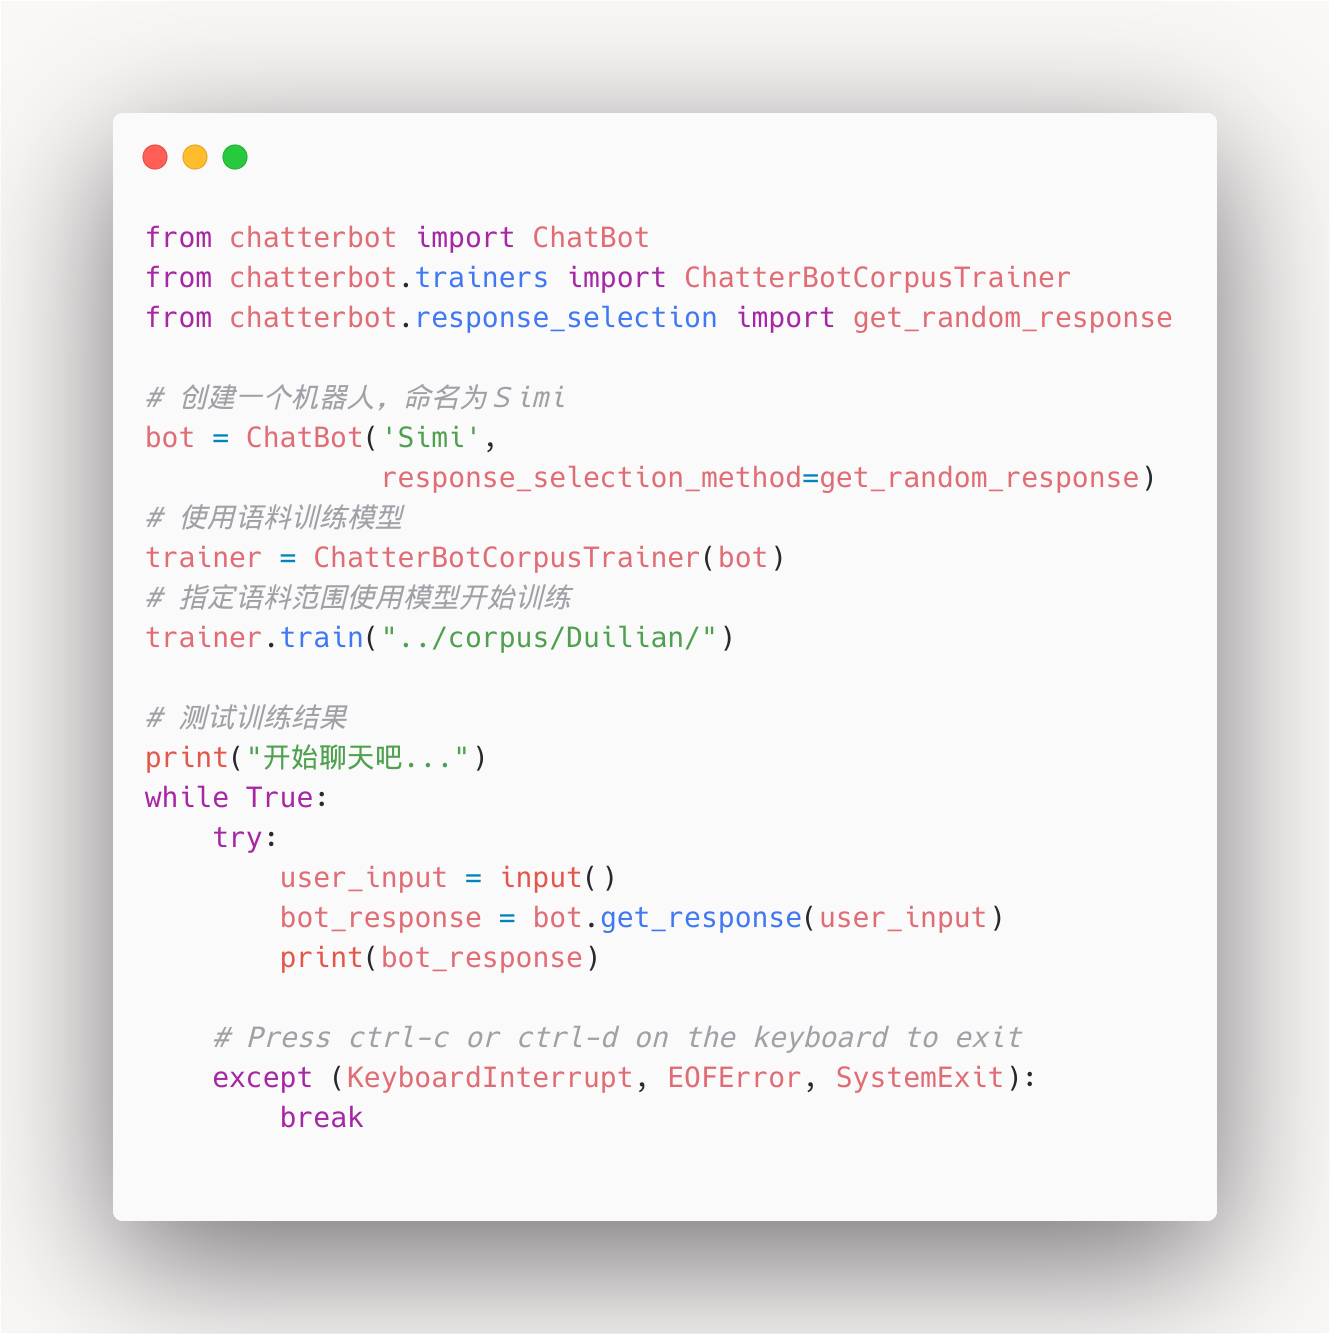 from chatterbot import ChatBot
from chatterbot.trainers import ChatterBotCorpusTrainer
from chatterbot.response_selection import get_random_response

# 创建一个机器人，命名为Ｓimi
bot = ChatBot('Simi',
              response_selection_method=get_random_response)
# 使用语料训练模型
trainer = ChatterBotCorpusTrainer(bot)
# 指定语料范围使用模型开始训练
trainer.train("../corpus/Duilian/")

# 测试训练结果
print("开始聊天吧...")
while True:
    try:
        user_input = input()
        bot_response = bot.get_response(user_input)
        print(bot_response)

    # Press ctrl-c or ctrl-d on the keyboard to exit
    except (KeyboardInterrupt, EOFError, SystemExit):
        break